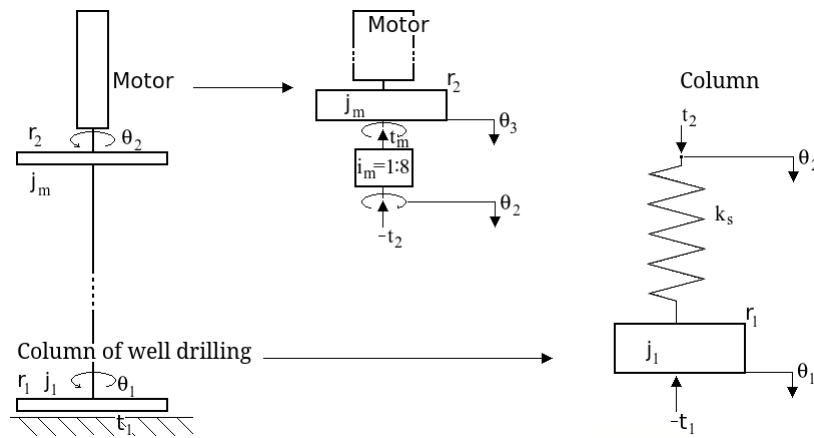 Motor
r₂ θ₂
jₘ
Column of well drilling
r₁ j₁ θ₁
t₁
Motor
r₂
jₘ
θ₃
tₘ
iₘ=1:8
θ₂
-t₂
Column
t₂
θ₂
kₛ
r₁
j₁
θ₁
-t₁